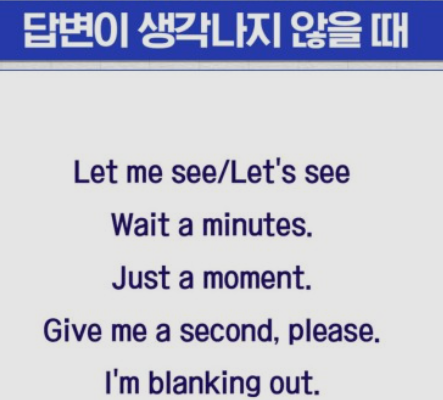 답변이 생각나지 않을 때
Let me see/Let's see
Wait a minutes.
Just a moment.
Give me a second, please.
I'm blanking out.